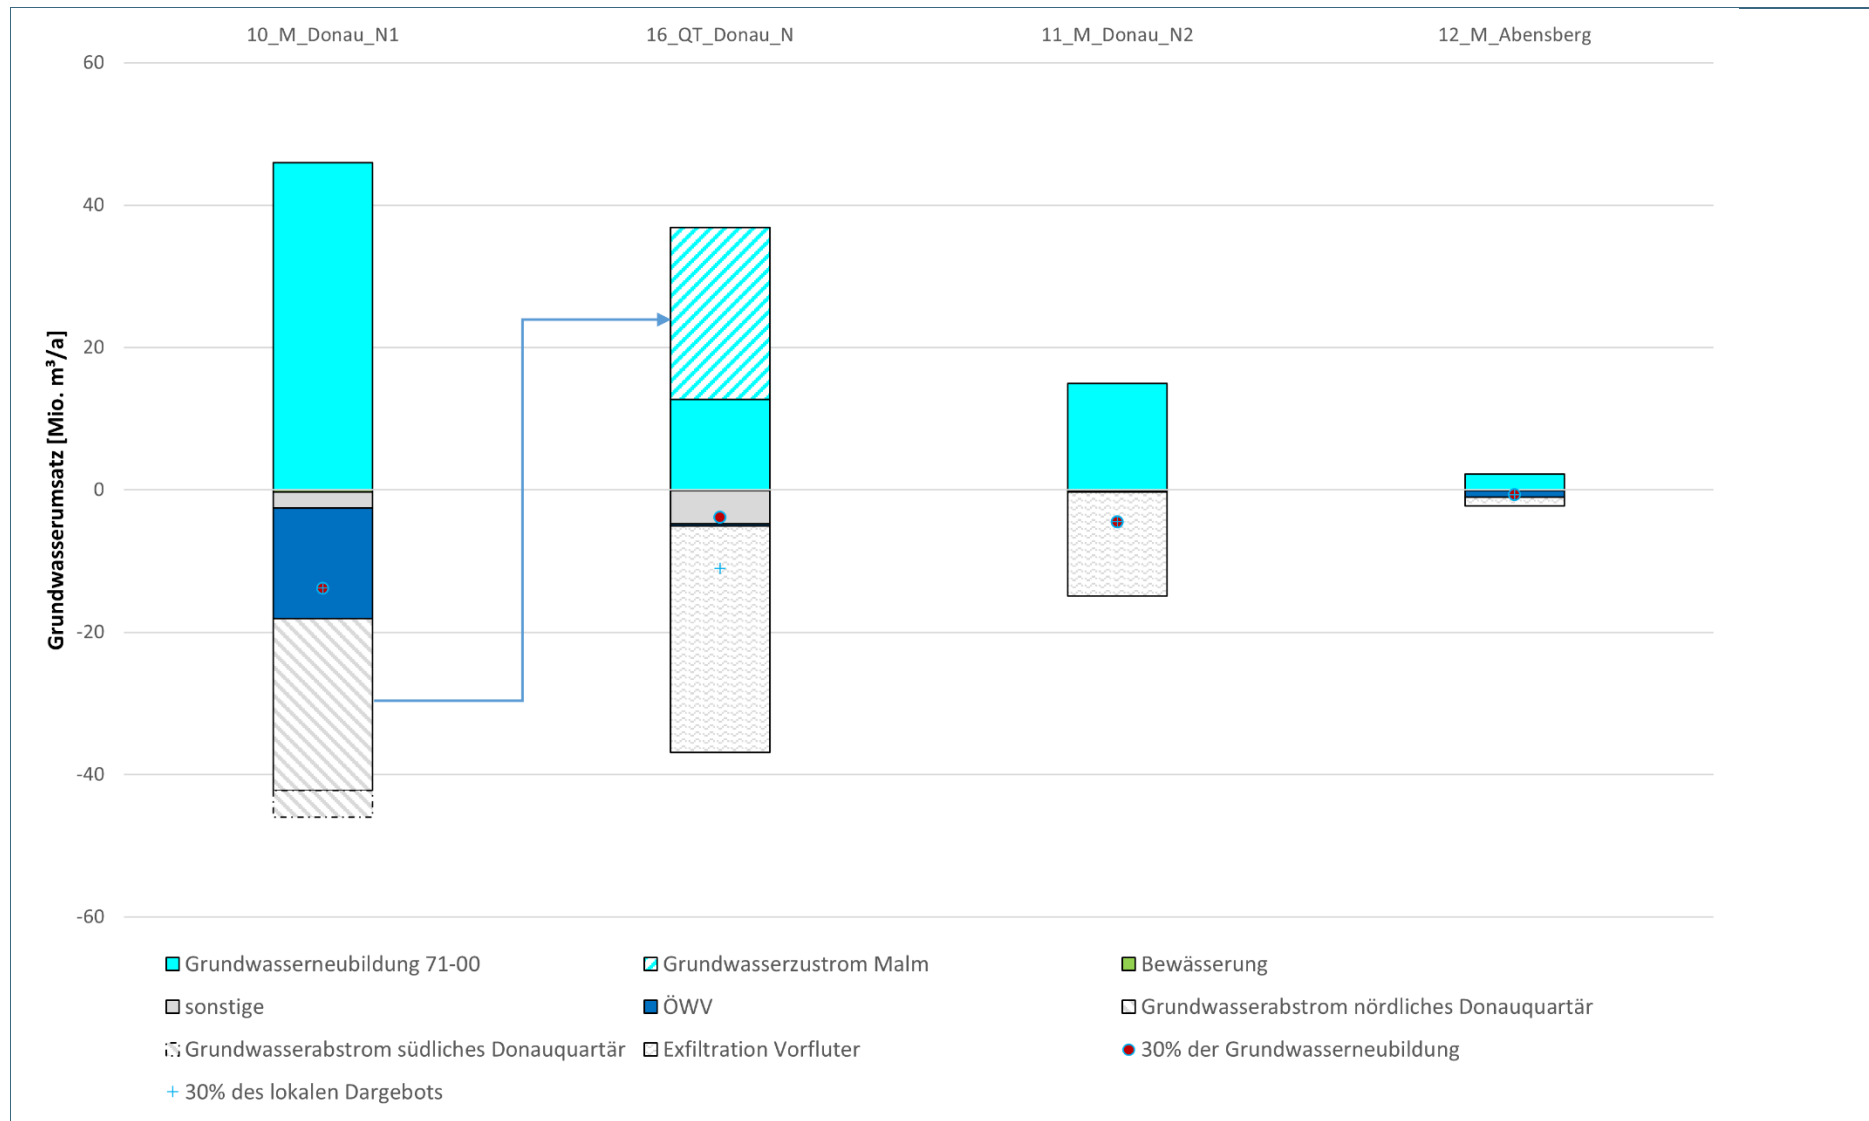 10_M_Donau_N1 16_QT_Donau_N 11_M_Donau_N2 12_M_Abensberg
60
40
20
0
-20
-40
-60
Grundwasserumsatz [Mio. m³/a]
Grundwasserneubildung 71-00 Grundwasserzustrom Malm Bewässerung
sonstige ÖWV Grundwasserabstrom nördliches Donauquartär
Grundwasserabstrom südliches Donauquartär Exfiltration Vorfluter 30% der Grundwasserneubildung
30% des lokalen Dargebots